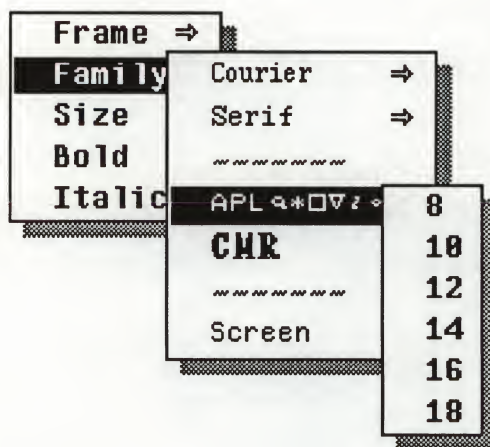 Frame ⇒
Family
Size
Bold
Italic
Courier ⇒
Serif ⇒
~~~~~~~
APL
CMR
~~~~~~~
Screen
8
10
12
14
16
18